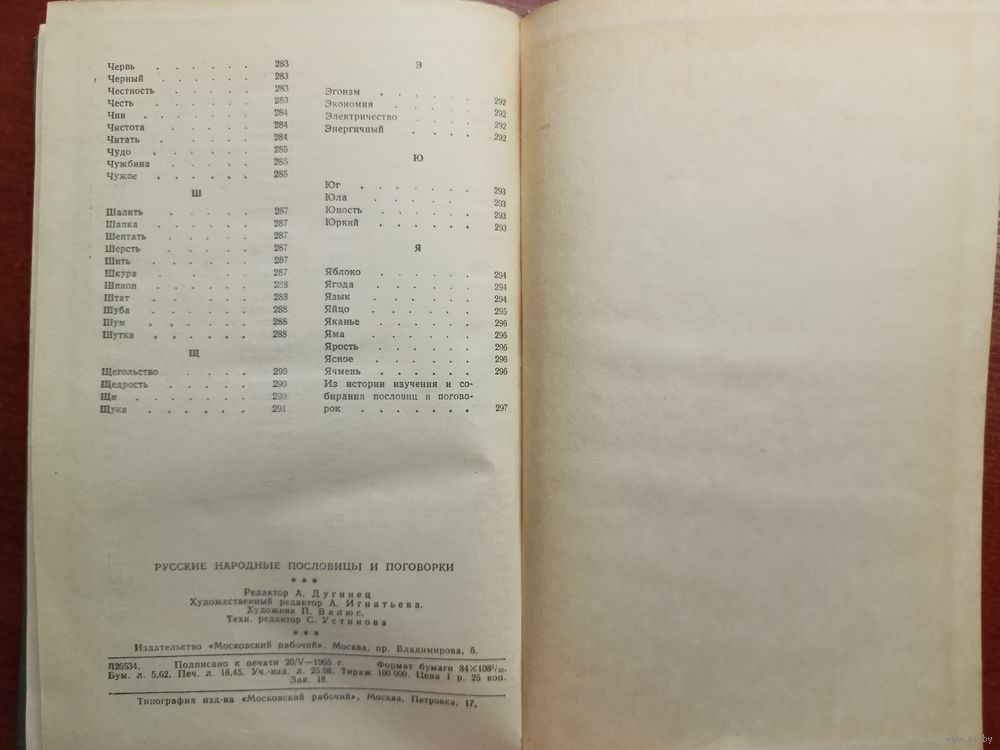 Червь . . . . . . 283
Черный . . . . . . 283
Честность . . . . . 283
Честь . . . . . . 283
Чин . . . . . . . 284
Чистота . . . . . . 284
Читать . . . . . . 284
Чудо . . . . . . 285
Чужбина . . . . . 285
Чужое . . . . . . 285
Ш
Шалить . . . . . 287
Шапка . . . . . . 287
Шептать . . . . . 287
Шерсть . . . . . . 287
Шить . . . . . . 287
Шкура . . . . . . 287
Шпион . . . . . . 288
Штат . . . . . . 288
Шуба . . . . . . 288
Шум . . . . . . 288
Шутка . . . . . . 288
Щ
Щегольство . . . . 290
Щедрость . . . . . 290
Щи . . . . . . . 290
Щука . . . . . . 291
Э
Эгоизм . . . . . 292
Экономия . . . . 292
Электричество . . . 292
Энергичный . . . . 292
Ю
Юг . . . . . . 293
Юла . . . . . 293
Юность . . . . . 293
Юркий . . . . . 293
Я
Яблоко . . . . . 294
Ягода . . . . . 294
Язык . . . . . 294
Яйцо . . . . . 295
Яканье . . . . . 296
Яма . . . . . 296
Ярость . . . . . 296
Ясное . . . . . 296
Ячмень . . . . . 296
Из истории изучения и со-
бирания пословиц и погово-
рок . . . . . . 297
РУССКИЕ НАРОДНЫЕ ПОСЛОВИЦЫ И ПОГОВОРКИ
* * *
Редактор А. Дугинец
Художественный редактор А. Игнатьева.
Художник П. Валюс.
Техн. редактор С. Устинова
* * *
Издательство «Московский рабочий», Москва, пр. Владимирова, 6.
Л26534. Подписано к печати 20/V—1965 г. Формат бумаги 84×108¹/₃₂.
Бум. л. 5,62. Печ. л. 18,45. Уч.-изд. л. 25,98. Тираж 100 000. Цена 1 р. 25 коп.
Зак. 18.
Типография изд-ва «Московский рабочий», Москва, Петровка, 17.
www.ay.by